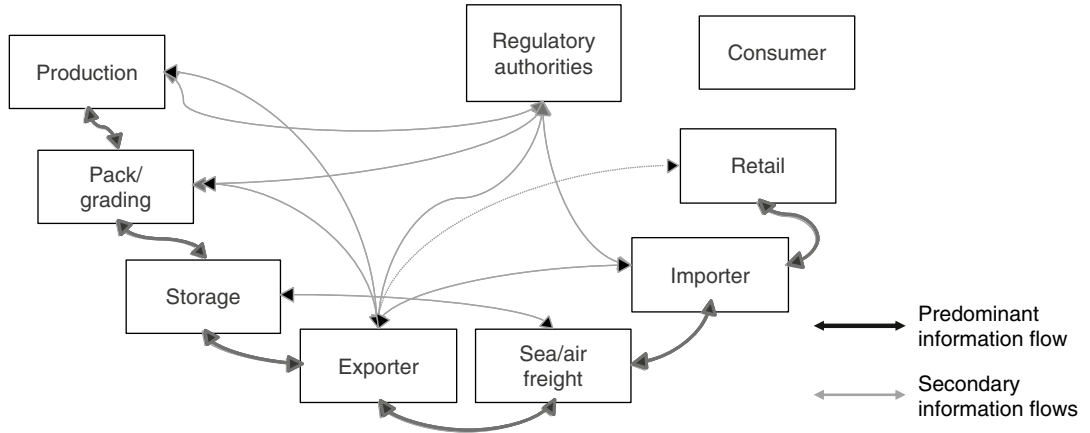 Production
Regulatory
authorities
Consumer
Pack/
grading
Retail
Storage
Importer
Exporter
Sea/air
freight
Predominant
information flow
Secondary
information flows